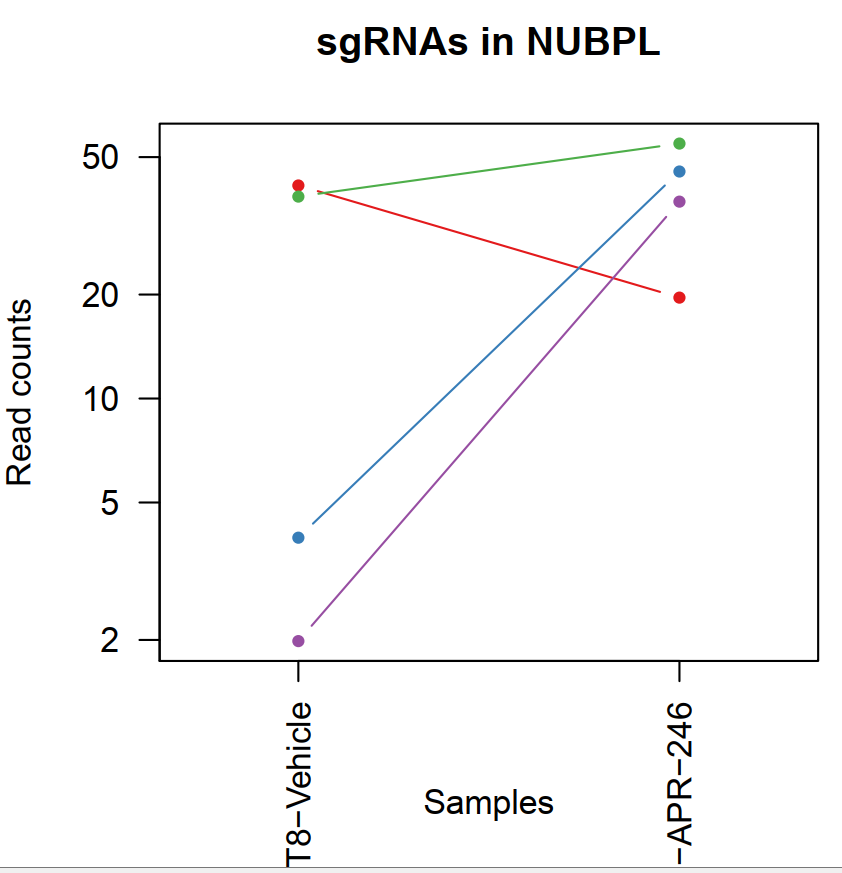 sgRNAs in NUBPL
50
20
10
5
2
Read counts
T8−Vehicle
−APR−246
Samples